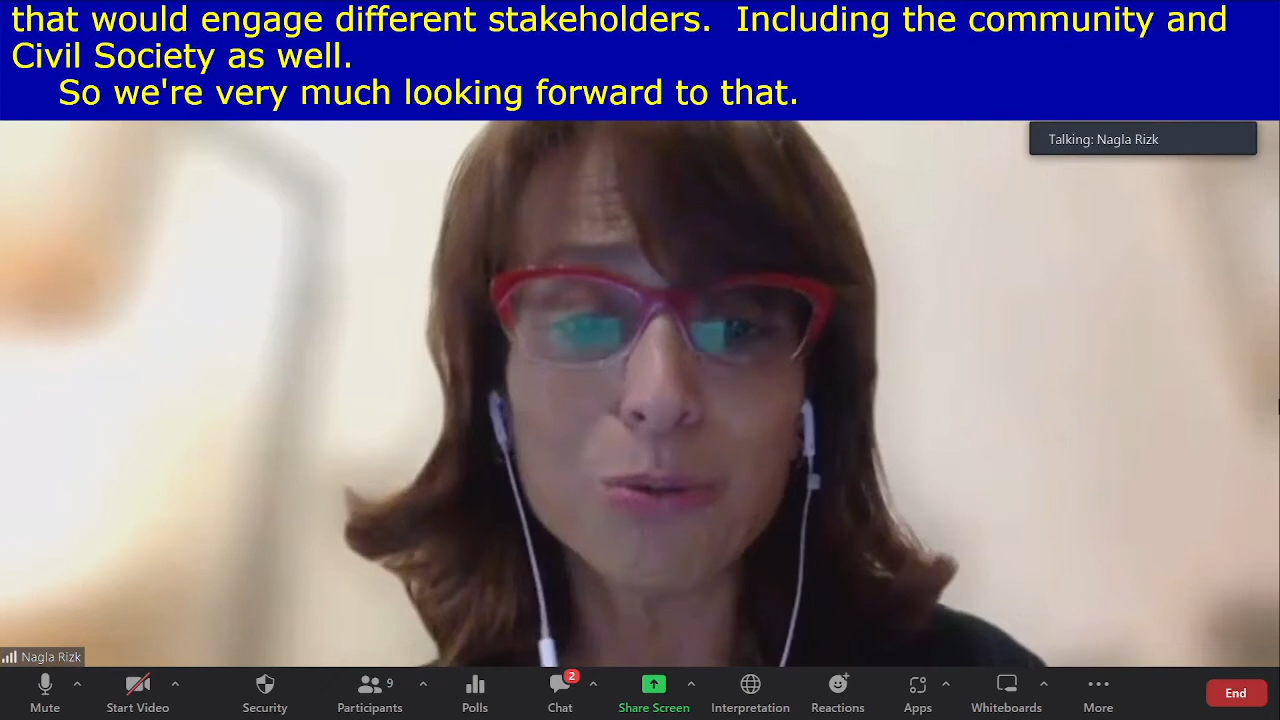 that would engage different stakeholders.  Including the community and
Civil Society as well.
So we're very much looking forward to that.
Talking: Nagla Rizk
Nagla Rizk
Mute
Start Video
Security
9
Participants
Polls
2
Chat
Share Screen
Interpretation
Reactions
Apps
Whiteboards
More
End